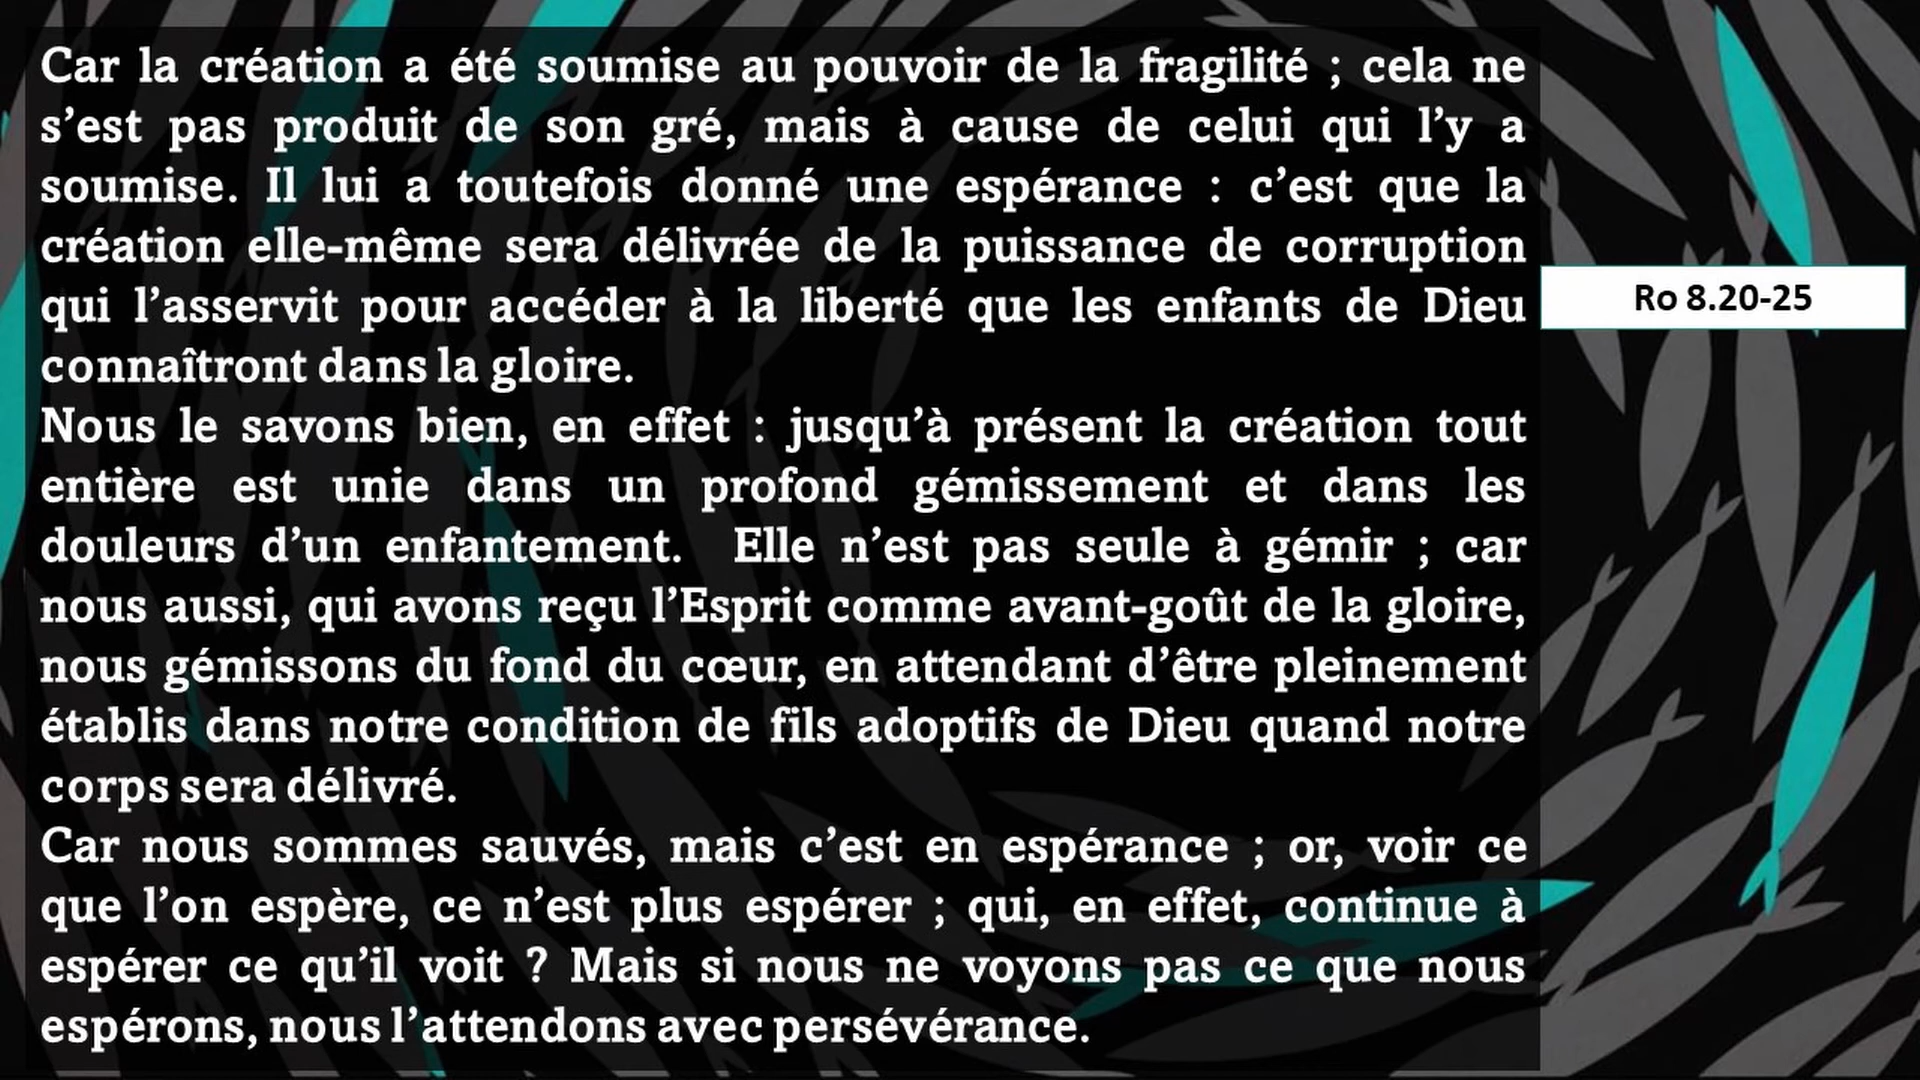 Car la création a été soumise au pouvoir de la fragilité ; cela ne
s’est pas produit de son gré, mais à cause de celui qui l’y a
soumise. Il lui a toutefois donné une espérance : c’est que la
création elle-même sera délivrée de la puissance de corruption
qui l’asservit pour accéder à la liberté que les enfants de Dieu
connaîtront dans la gloire.
Nous le savons bien, en effet : jusqu’à présent la création tout
entière est unie dans un profond gémissement et dans les
douleurs d’un enfantement. Elle n’est pas seule à gémir ; car
nous aussi, qui avons reçu l’Esprit comme avant-goût de la gloire,
nous gémissons du fond du cœur, en attendant d’être pleinement
établis dans notre condition de fils adoptifs de Dieu quand notre
corps sera délivré.
Car nous sommes sauvés, mais c’est en espérance ; or, voir ce
que l’on espère, ce n’est plus espérer ; qui, en effet, continue à
espérer ce qu’il voit ? Mais si nous ne voyons pas ce que nous
espérons, nous l’attendons avec persévérance.
Ro 8.20-25